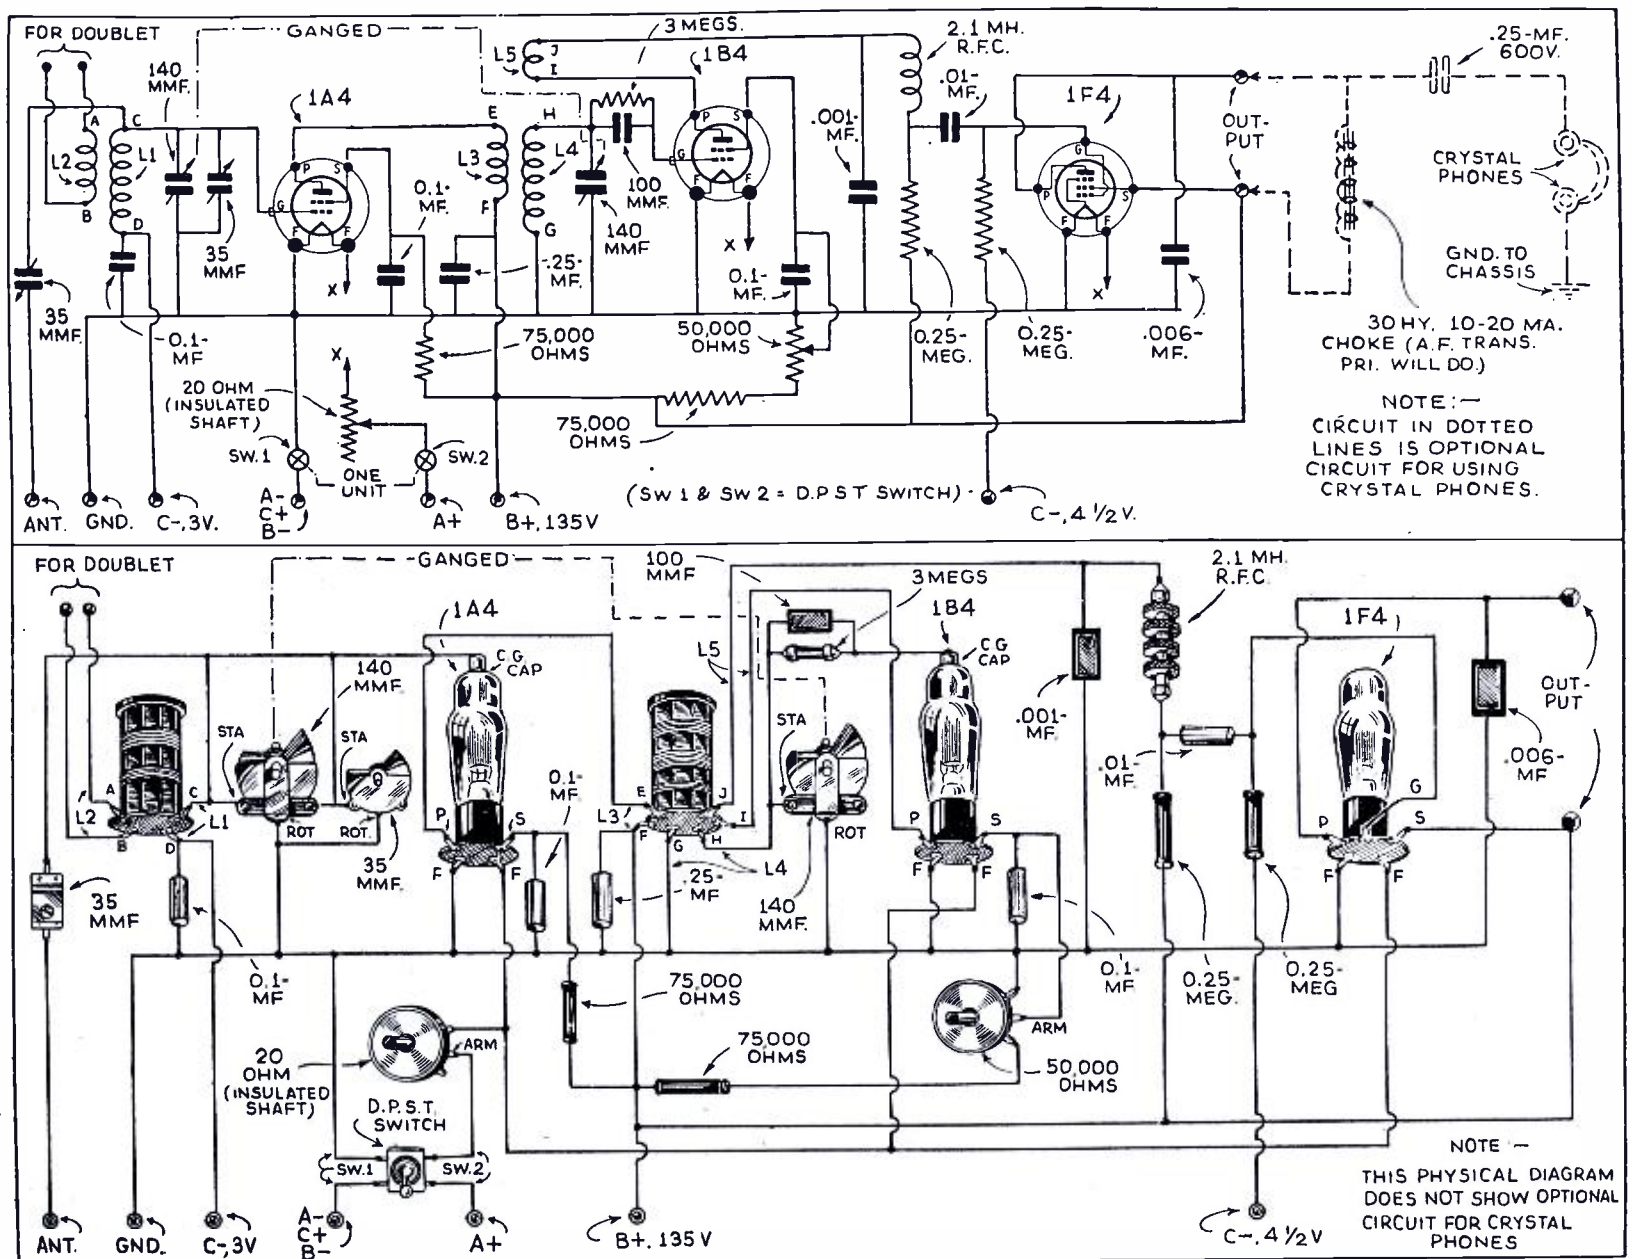 FOR DOUBLET
GANGED
3 MEGS.
2.1 MH.
R.F.C.
.25-MF.
600V.
140
MMF.
1A4
L5
J
I
1B4
.01-
MF.
1F4
OUT-
PUT
CRYSTAL
PHONES
A
L2
B
C
L1
D
P
S
G
F
F
X
35
MMF
0.1-
MF.
E
L3
F
H
L4
G
100
MMF.
140
MMF
.25-
MF.
P
S
G
F
F
X
0.1-
MF.
.001-
MF.
G
P
S
F
F
X
GND. TO
CHASSIS
35
MMF.
0.1-
MF
75,000
OHMS
50,000
OHMS
0.25-
MEG.
0.25-
MEG.
.006-
MF.
30 HY. 10-20 MA.
CHOKE (A.F. TRANS.
PRI. WILL DO.)
X
20 OHM
(INSULATED
SHAFT)
75,000
OHMS
NOTE:-
CIRCUIT IN DOTTED
LINES IS OPTIONAL
CIRCUIT FOR USING
CRYSTAL PHONES.
SW.1
SW.2
ONE
UNIT
(SW 1 & SW 2 = D.P.S T SWITCH)
ANT.
GND.
C-,3V.
A-
C+
B-
A+
B+,135V
C-,4 1/2V.
FOR DOUBLET
GANGED
100
MMF
3 MEGS
2.1 MH.
R.F.C.
1A4
C.G.
CAP
1B4
C.G
CAP
1F4
L5
140
MMF.
STA
STA
STA
.001-
MF.
OUT-
PUT
.01-
MF.
.006-
MF
0.1-
MF
A
L2
B
C
L1
D
ROT
ROT.
35
MMF.
P
S
F
F
E
L3
F
G
J
I
H
L4
ROT
P
S
F
F
G
P
S
F
F
35
MMF
.25-
MF
140
MMF.
0.1-
MF
75,000
OHMS
0.1-
MF
0.25-
MEG.
0.25-
MEG
ARM
ARM
20
OHM
(INSULATED
SHAFT)
75,000
OHMS
50,000
OHMS
D.P.S.T.
SWITCH
SW.1
SW.2
NOTE -
THIS PHYSICAL DIAGRAM
DOES NOT SHOW OPTIONAL
CIRCUIT FOR CRYSTAL
PHONES
ANT.
GND.
C-,3V
A-
C+
B-
A+
B+,135V
C-,4 1/2V